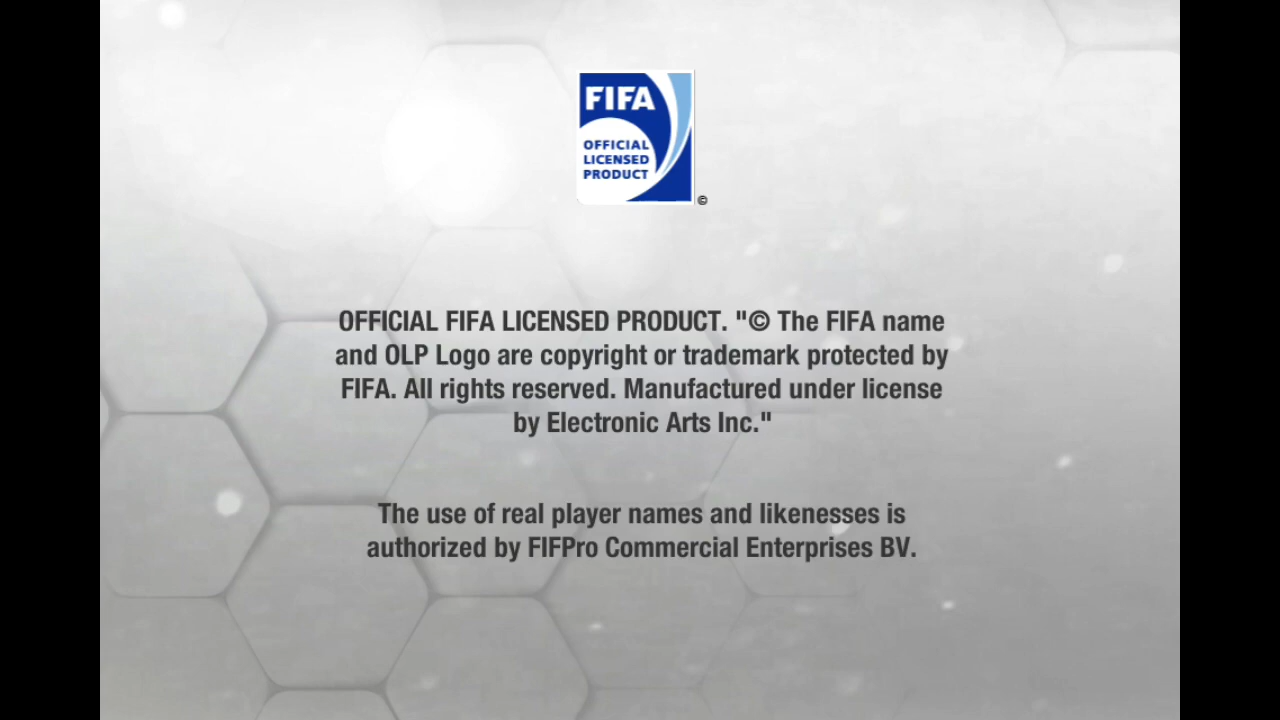 FIFA
OFFICIAL
LICENSED
PRODUCT
©
OFFICIAL FIFA LICENSED PRODUCT. "© The FIFA name
and OLP Logo are copyright or trademark protected by
FIFA. All rights reserved. Manufactured under license
by Electronic Arts Inc."
The use of real player names and likenesses is
authorized by FIFPro Commercial Enterprises BV.